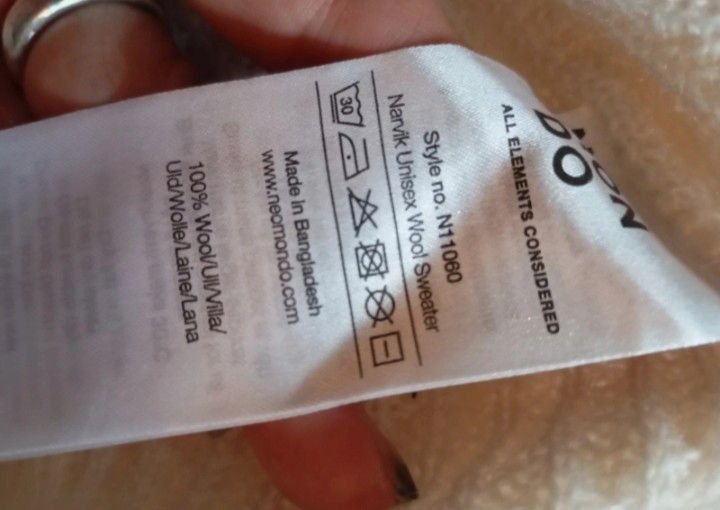 DO
ALL ELEMENTS CONSIDERED
Style no. N11060
Narvik Unisex Wool Sweater
30
Made in Bangladesh
www.neomondo.com
100% Wool/Ull/Villa/
Uld/Wolle/Laine/Lana